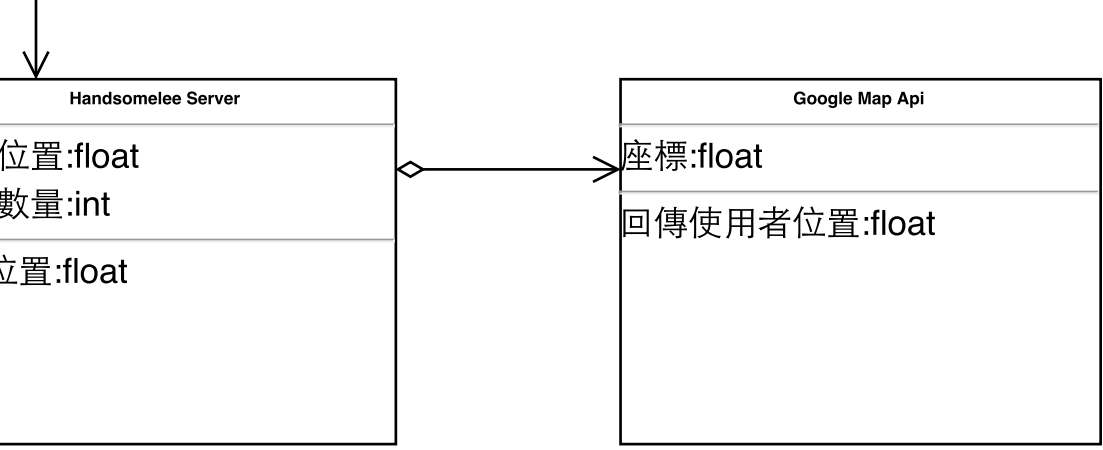 Handsomelee Server
位置:float
數量:int
位置:float
Google Map Api
座標:float
回傳使用者位置:float